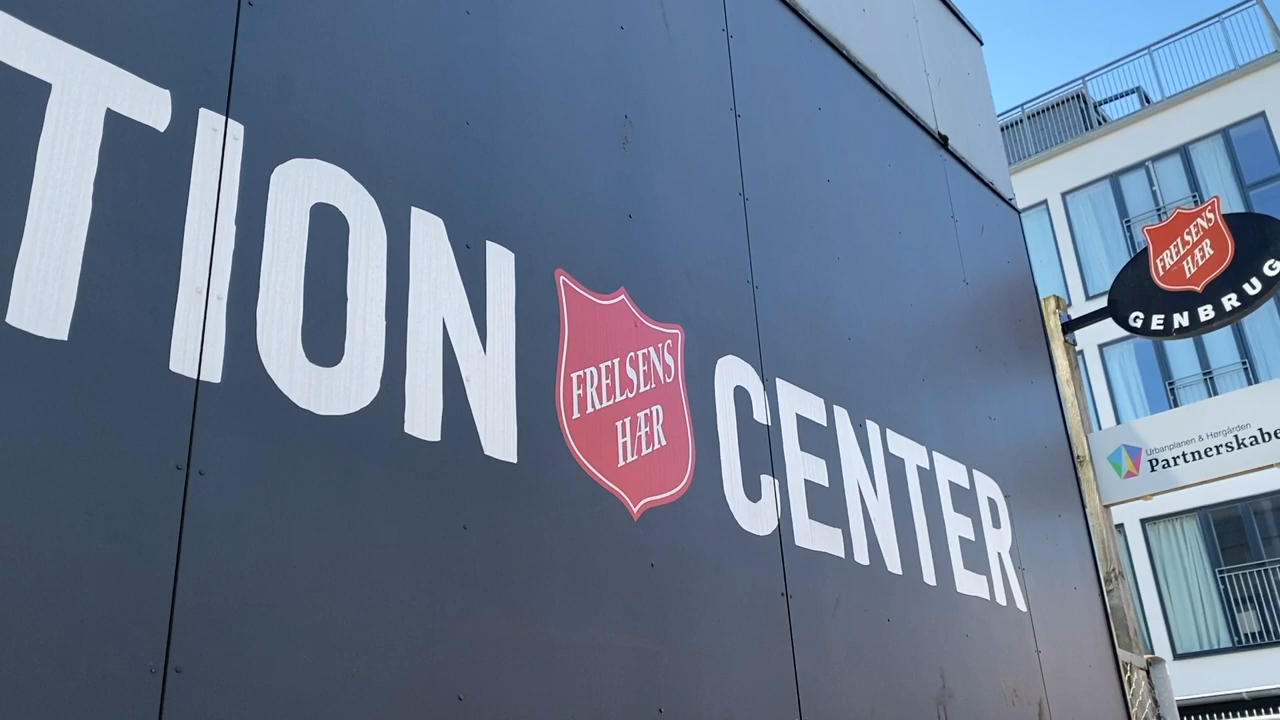 TION
FRELSENS
HÆR
CENTER
FRELSENS
HÆR
GENBRUG
Urbanplanen & Hørgården
Partnerskabe